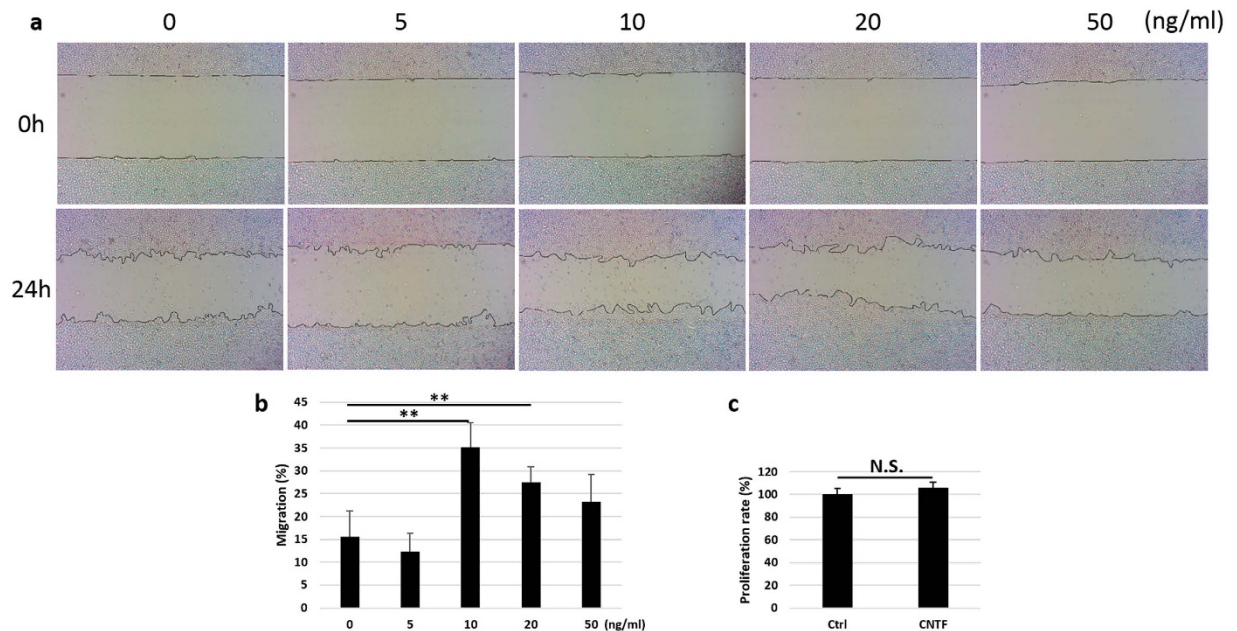 a 0 5 10 20 50 (ng/ml)
0h
24h
b
Migration (%)
45
40
35
30
25
20
15
10
5
0
**
**
0 5 10 20 50 (ng/ml)
c
Proliferation rate (%)
120
100
80
60
40
20
0
N.S.
Ctrl CNTF